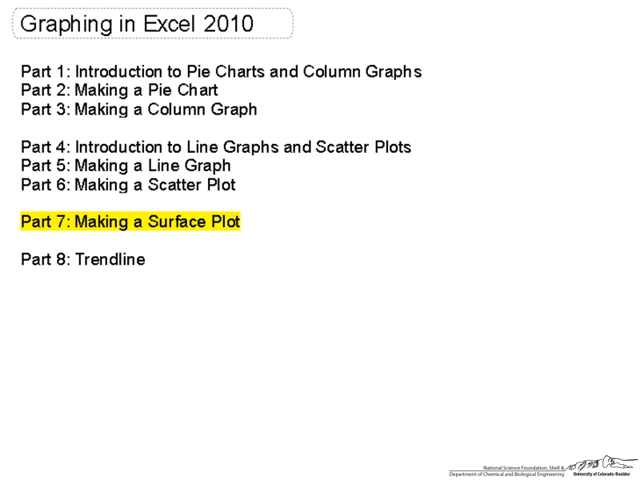 Graphing in Excel 2010
Part 1: Introduction to Pie Charts and Column Graphs
Part 2: Making a Pie Chart
Part 3: Making a Column Graph
Part 4: Introduction to Line Graphs and Scatter Plots
Part 5: Making a Line Graph
Part 6: Making a Scatter Plot
Part 7: Making a Surface Plot
Part 8: Trendline
National Science Foundation, Shell &
Department of Chemical and Biological Engineering
University of Colorado-Boulder